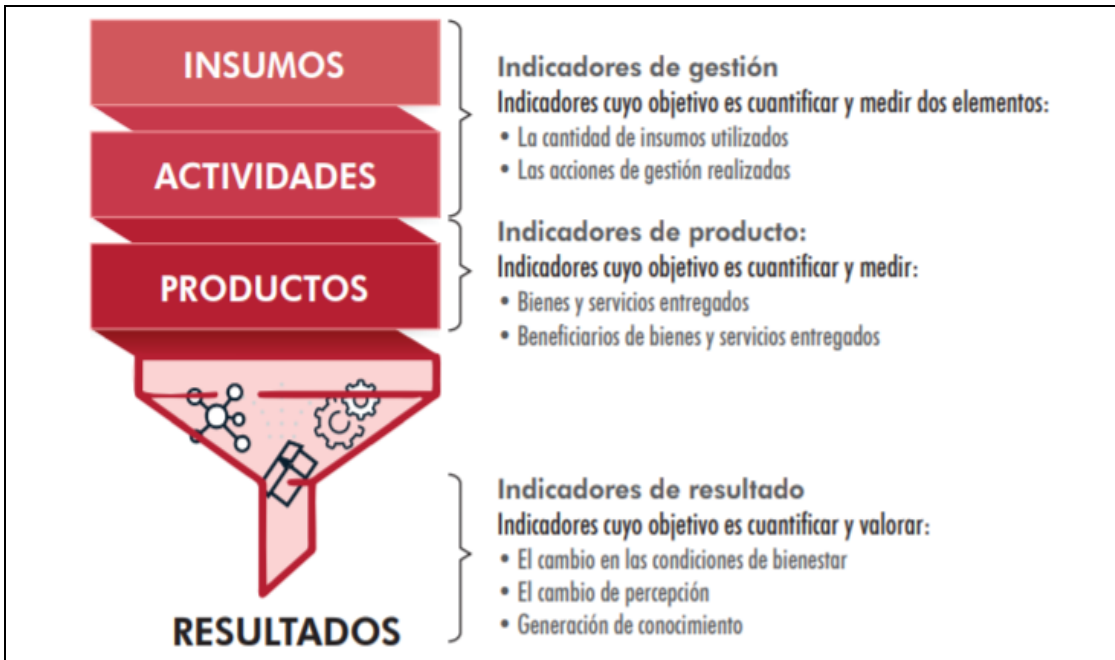 INSUMOS
Indicadores de gestión
Indicadores cuyo objetivo es cuantificar y medir dos elementos:
• La cantidad de insumos utilizados
• Las acciones de gestión realizadas
ACTIVIDADES
Indicadores de producto:
Indicadores cuyo objetivo es cuantificar y medir:
• Bienes y servicios entregados
• Beneficiarios de bienes y servicios entregados
PRODUCTOS
Indicadores de resultado
Indicadores cuyo objetivo es cuantificar y valorar:
• El cambio en las condiciones de bienestar
• El cambio de percepción
• Generación de conocimiento
RESULTADOS